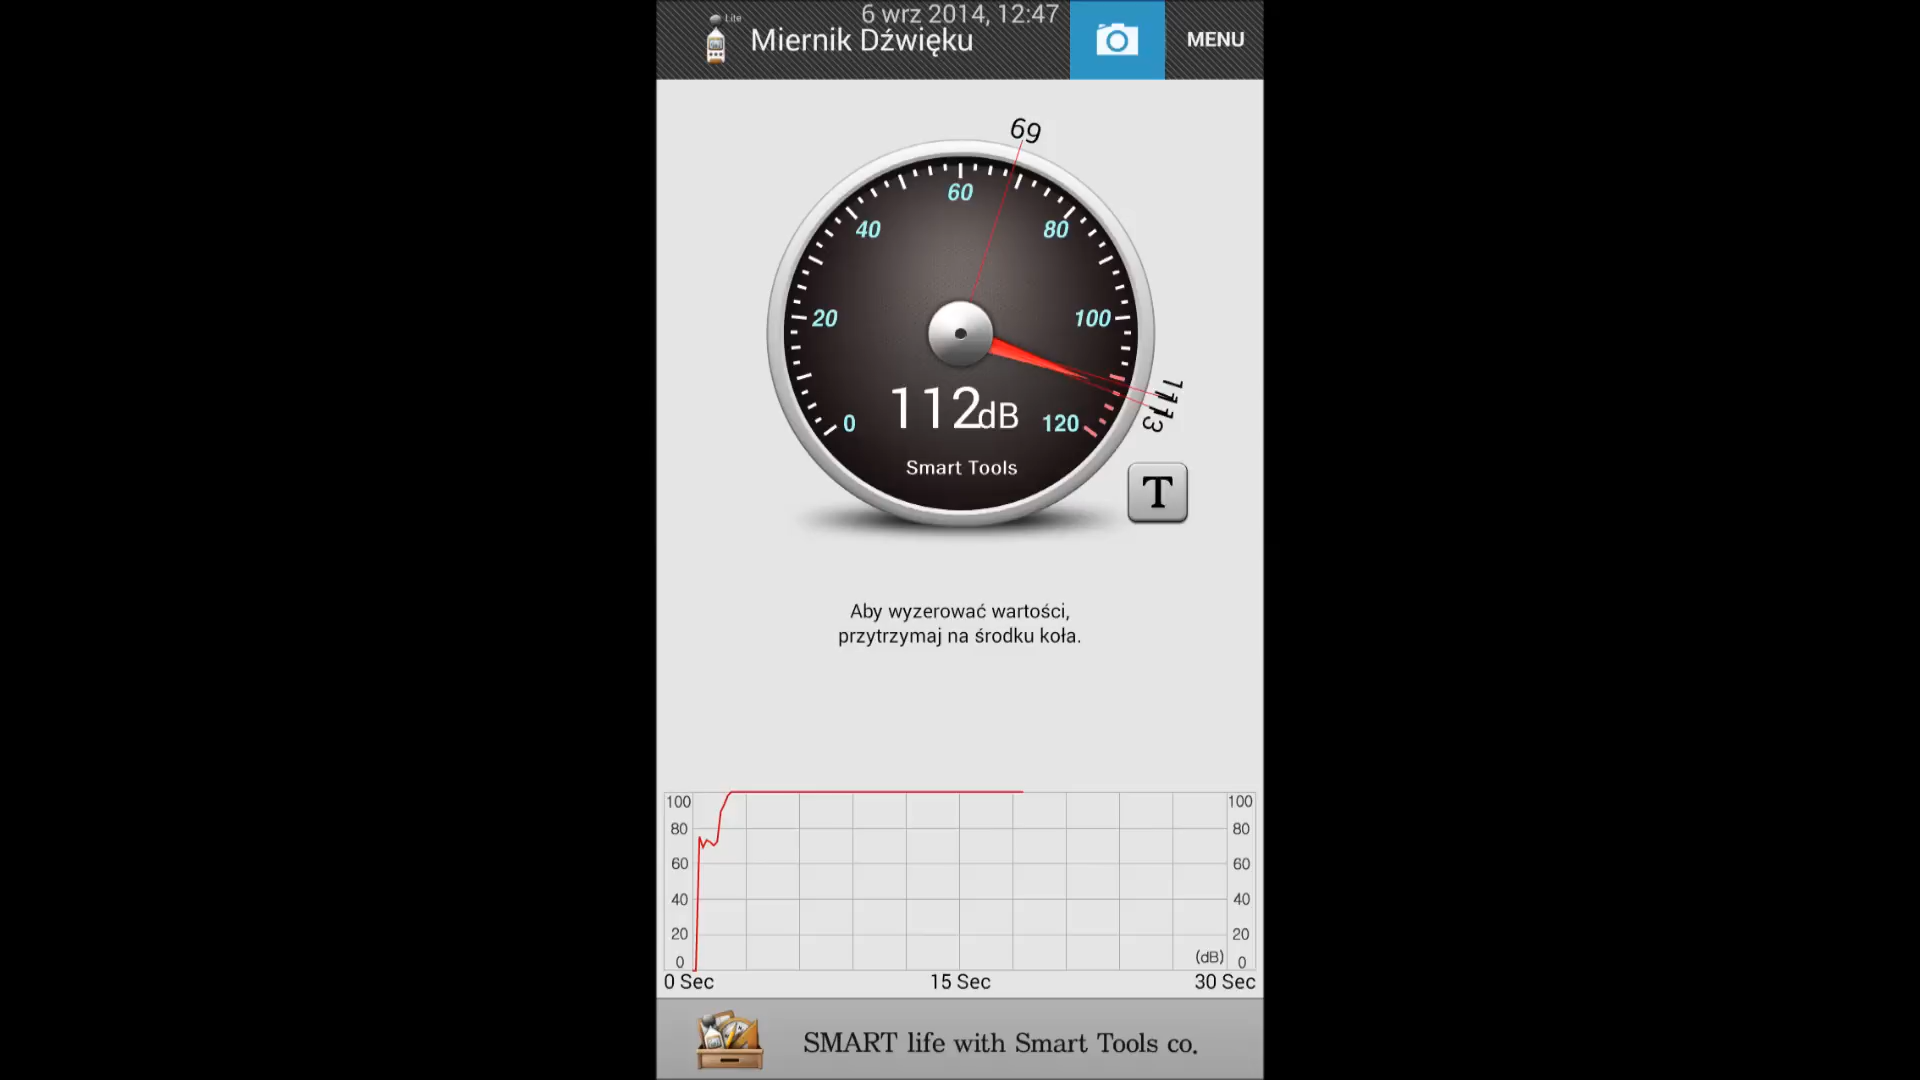 Lite
6 wrz 2014, 12:47
Miernik Dźwięku
MENU
69
60
40
80
20
100
113
0
112dB
120
Smart Tools
T
Aby wyzerować wartości,
przytrzymaj na środku koła.
100 100
80 80
60 60
40 40
20 20
(dB)
0 0
0 Sec 15 Sec 30 Sec
SMART life with Smart Tools co.